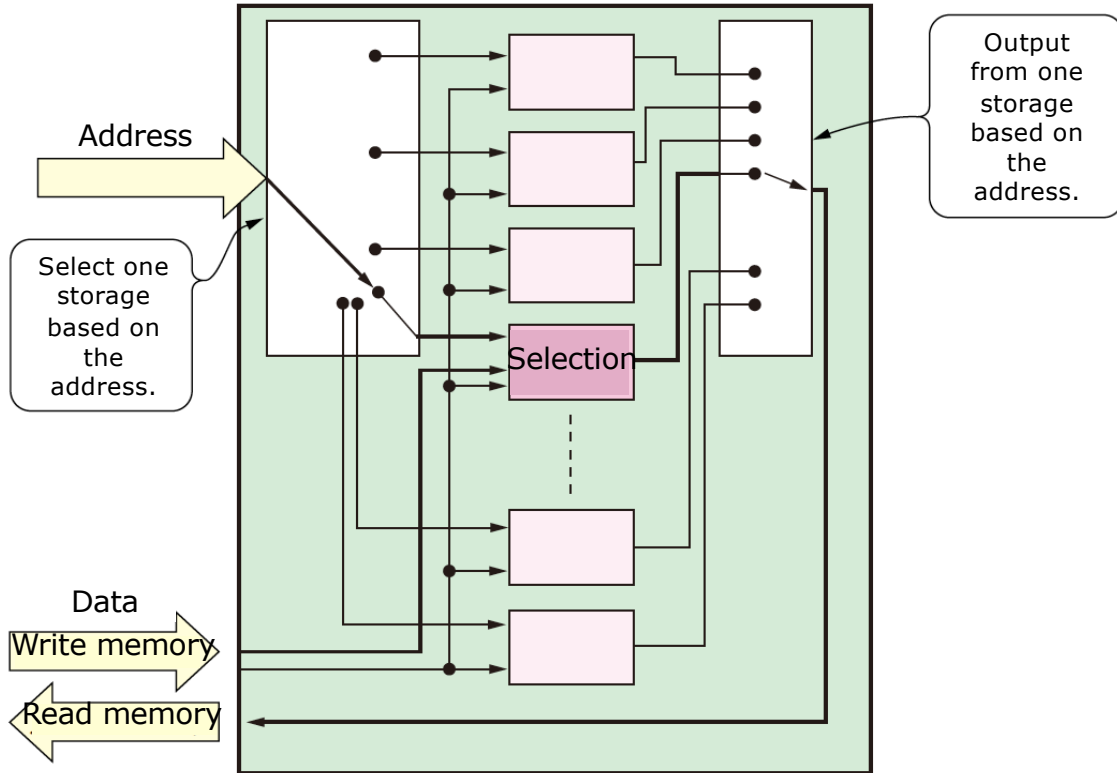 Address
Select one
storage
based on
the
address.
Output
from one
storage
based on
the
address.
Selection
Data
Write memory
Read memory